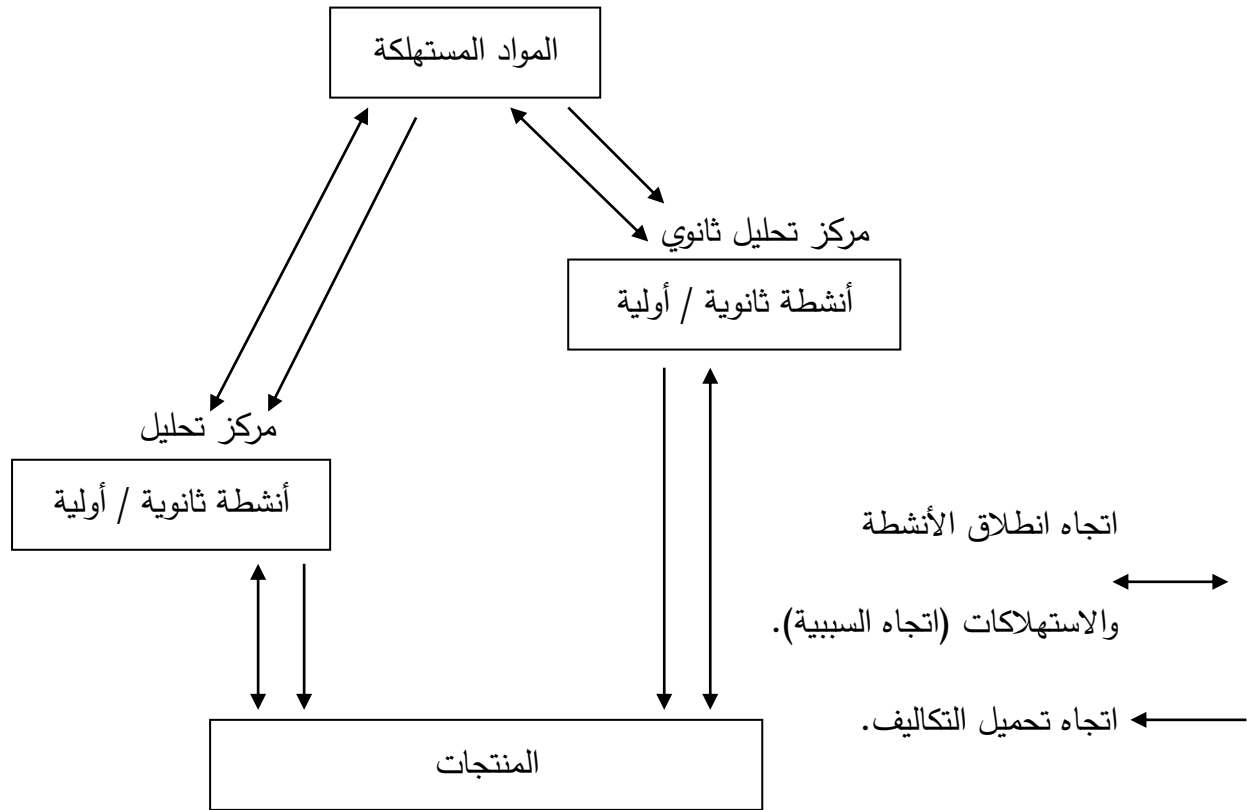 المواد المستهلكة
مركز تحليل ثانوي
أنشطة ثانوية / أولية
مركز تحليل
أنشطة ثانوية / أولية
اتجاه انطلاق الأنشطة
والاستهلاكات (اتجاه السببية).
اتجاه تحميل التكاليف.
المنتجات